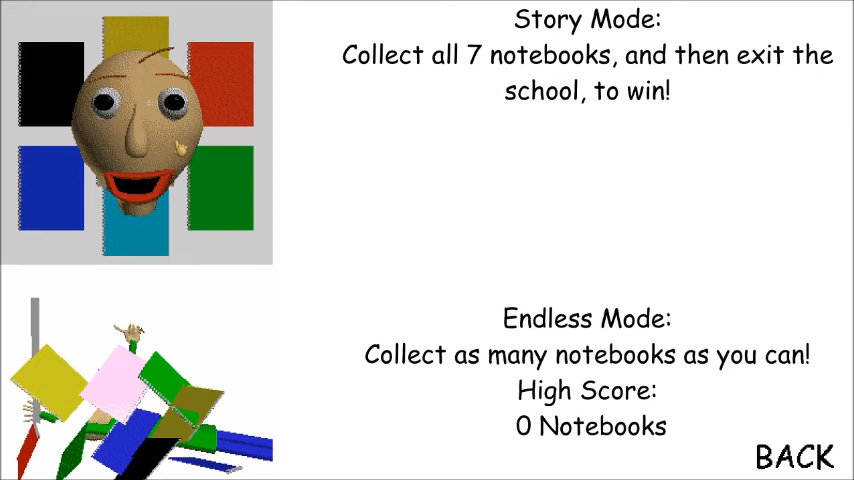 Story Mode:
Collect all 7 notebooks, and then exit the
school, to win!
Endless Mode:
Collect as many notebooks as you can!
High Score:
0 Notebooks
BACK